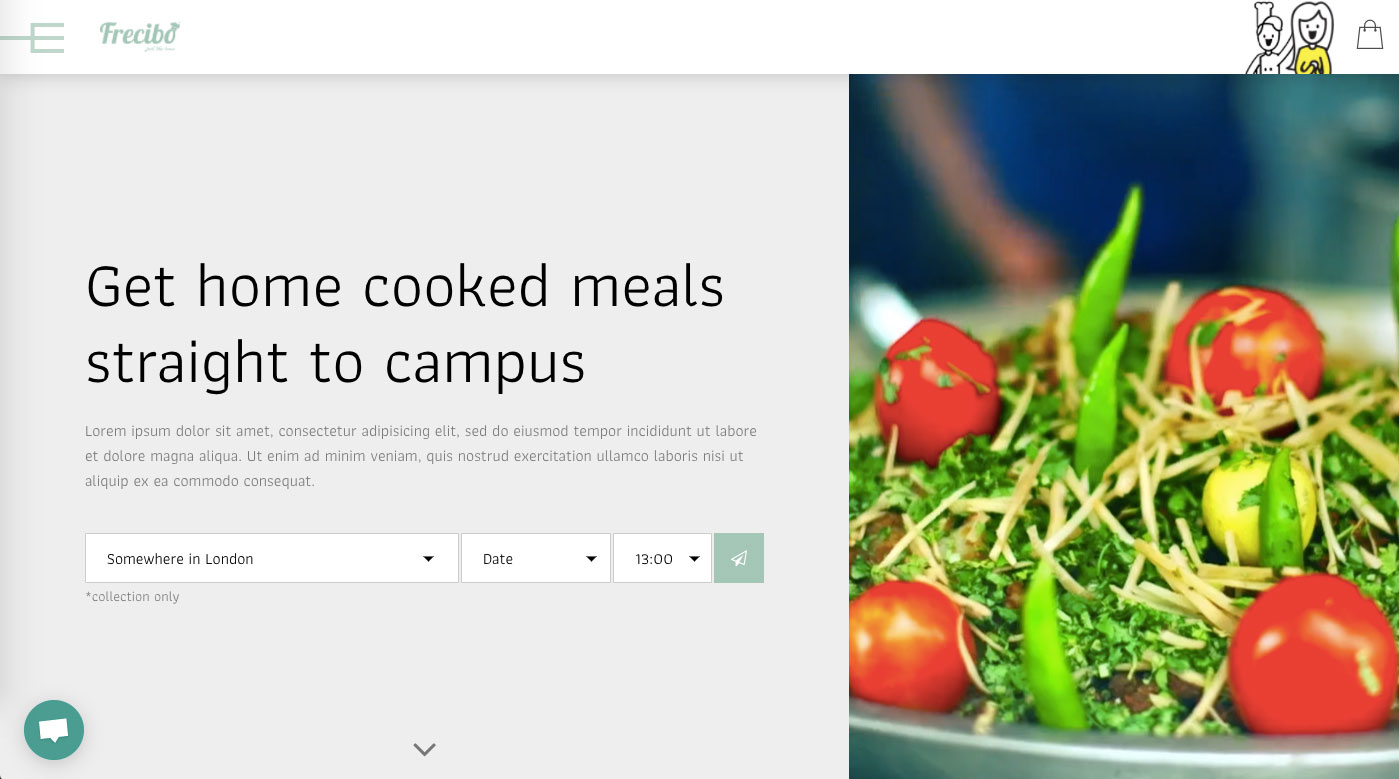 Frecibo
Get home cooked meals
straight to campus
Lorem ipsum dolor sit amet, consectetur adipisicing elit, sed do eiusmod tempor incididunt ut labore
et dolore magna aliqua. Ut enim ad minim veniam, quis nostrud exercitation ullamco laboris nisi ut
aliquip ex ea commodo consequat.
Somewhere in London Date 13:00
*collection only